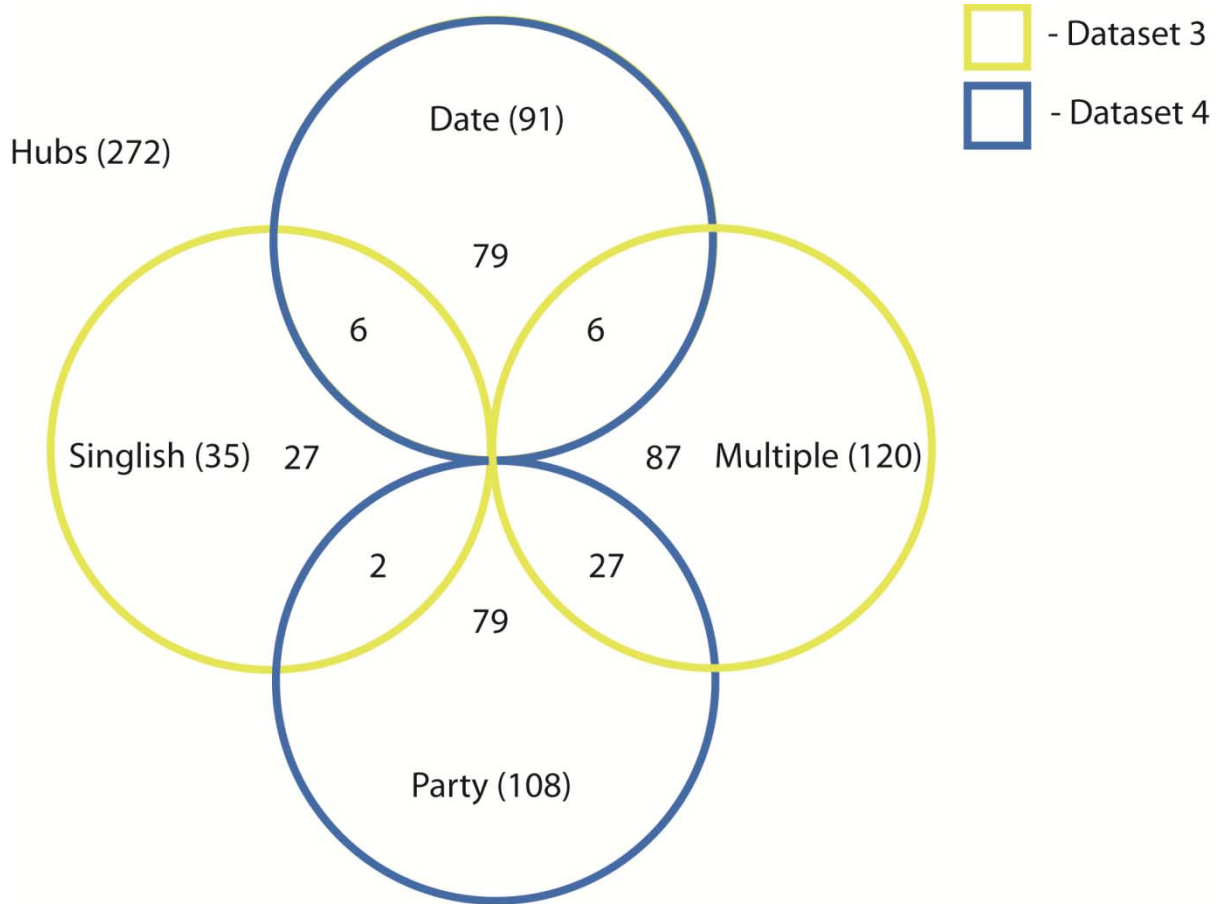 - Dataset 3
- Dataset 4
Hubs (272)
Date (91)
79
6
6
Singlish (35)
27
87
Multiple (120)
2
27
79
Party (108)